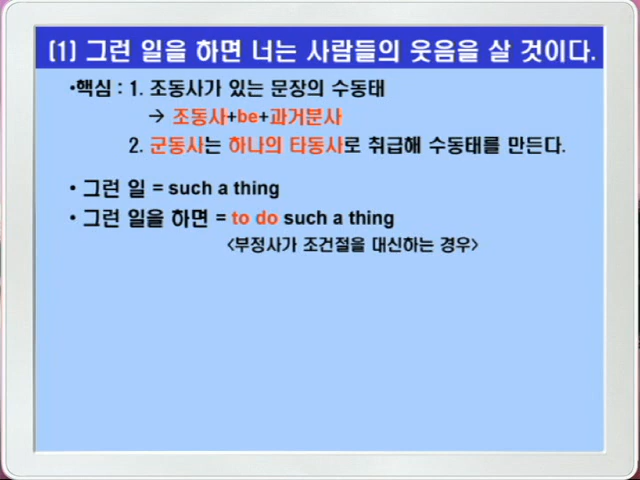 (1) 그런 일을 하면 너는 사람들의 웃음을 살 것이다.
•핵심 : 1. 조동사가 있는 문장의 수동태
→ 조동사+be+과거분사
2. 군동사는 하나의 타동사로 취급해 수동태를 만든다.
• 그런 일 = such a thing
• 그런 일을 하면 = to do such a thing
<부정사가 조건절을 대신하는 경우>